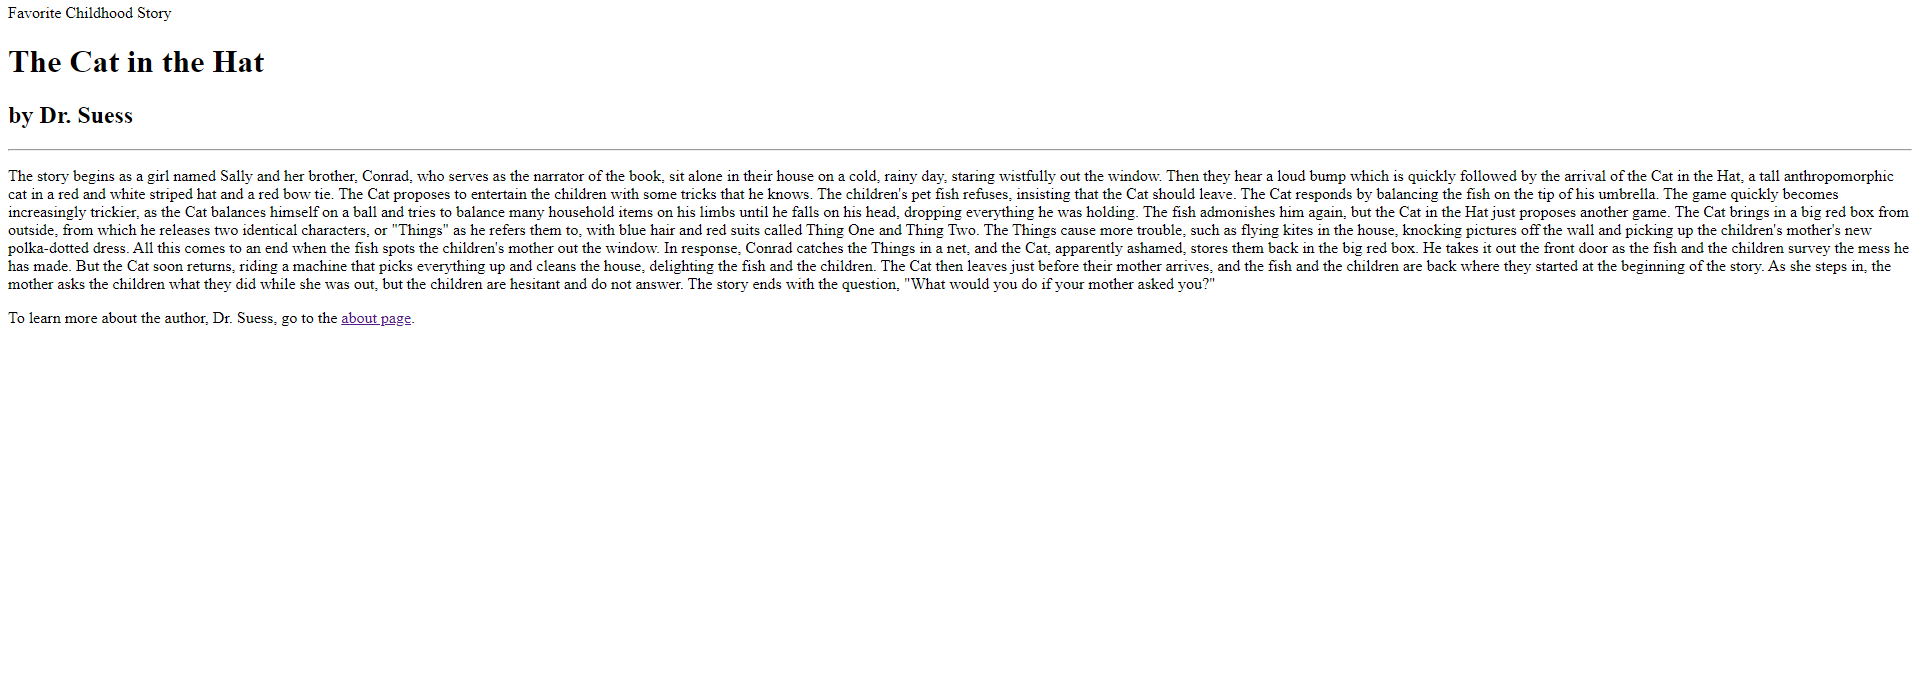 Favorite Childhood Story
The Cat in the Hat
by Dr. Suess
The story begins as a girl named Sally and her brother, Conrad, who serves as the narrator of the book, sit alone in their house on a cold, rainy day, staring wistfully out the window. Then they hear a loud bump which is quickly followed by the arrival of the Cat in the Hat, a tall anthropomorphic
cat in a red and white striped hat and a red bow tie. The Cat proposes to entertain the children with some tricks that he knows. The children's pet fish refuses, insisting that the Cat should leave. The Cat responds by balancing the fish on the tip of his umbrella. The game quickly becomes
increasingly trickier, as the Cat balances himself on a ball and tries to balance many household items on his limbs until he falls on his head, dropping everything he was holding. The fish admonishes him again, but the Cat in the Hat just proposes another game. The Cat brings in a big red box from
outside, from which he releases two identical characters, or "Things" as he refers them to, with blue hair and red suits called Thing One and Thing Two. The Things cause more trouble, such as flying kites in the house, knocking pictures off the wall and picking up the children's mother's new
polka-dotted dress. All this comes to an end when the fish spots the children's mother out the window. In response, Conrad catches the Things in a net, and the Cat, apparently ashamed, stores them back in the big red box. He takes it out the front door as the fish and the children survey the mess he
has made. But the Cat soon returns, riding a machine that picks everything up and cleans the house, delighting the fish and the children. The Cat then leaves just before their mother arrives, and the fish and the children are back where they started at the beginning of the story. As she steps in, the
mother asks the children what they did while she was out, but the children are hesitant and do not answer. The story ends with the question, "What would you do if your mother asked you?"
To learn more about the author, Dr. Suess, go to the about page.